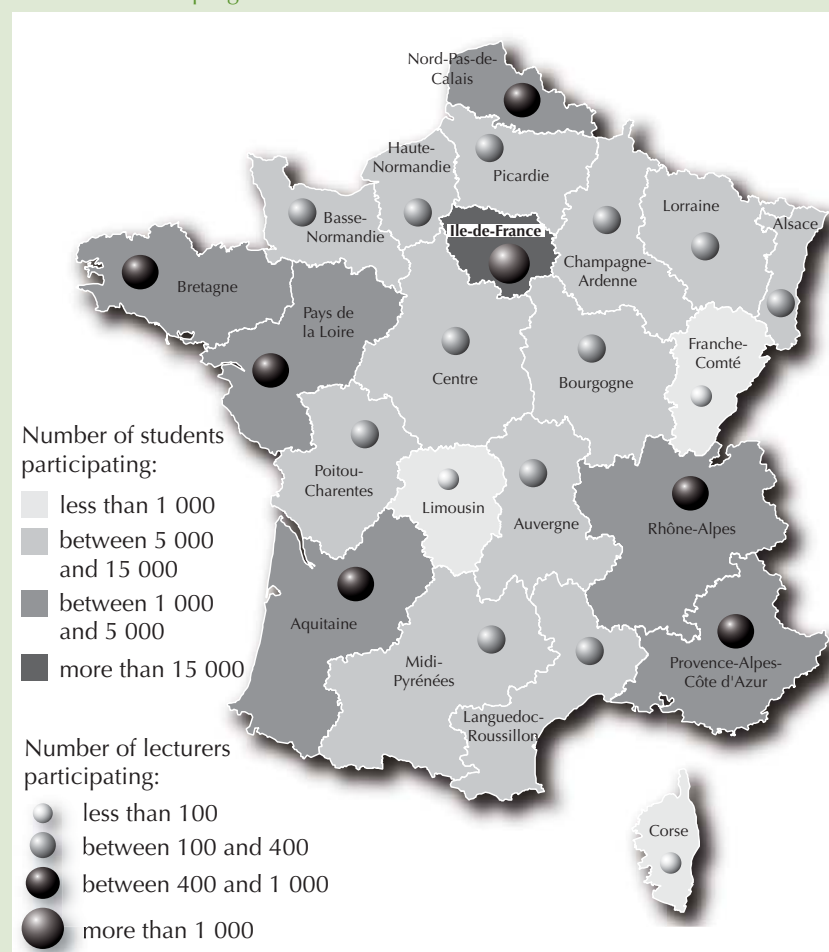 Nord-Pas-de-
Calais
Haute-
Normandie
Picardie
Basse-
Normandie
Ile-de-France
Champagne-
Ardenne
Lorraine
Alsace
Bretagne
Pays de
la Loire
Centre
Bourgogne
Franche-
Comté
Poitou-
Charentes
Limousin
Auvergne
Rhône-Alpes
Aquitaine
Midi-
Pyrénées
Languedoc-
Roussillon
Provence-Alpes-
Côte d'Azur
Corse
Number of students
participating:
less than 1 000
between 5 000
and 15 000
between 1 000
and 5 000
more than 15 000
Number of lecturers
participating:
less than 100
between 100 and 400
between 400 and 1 000
more than 1 000